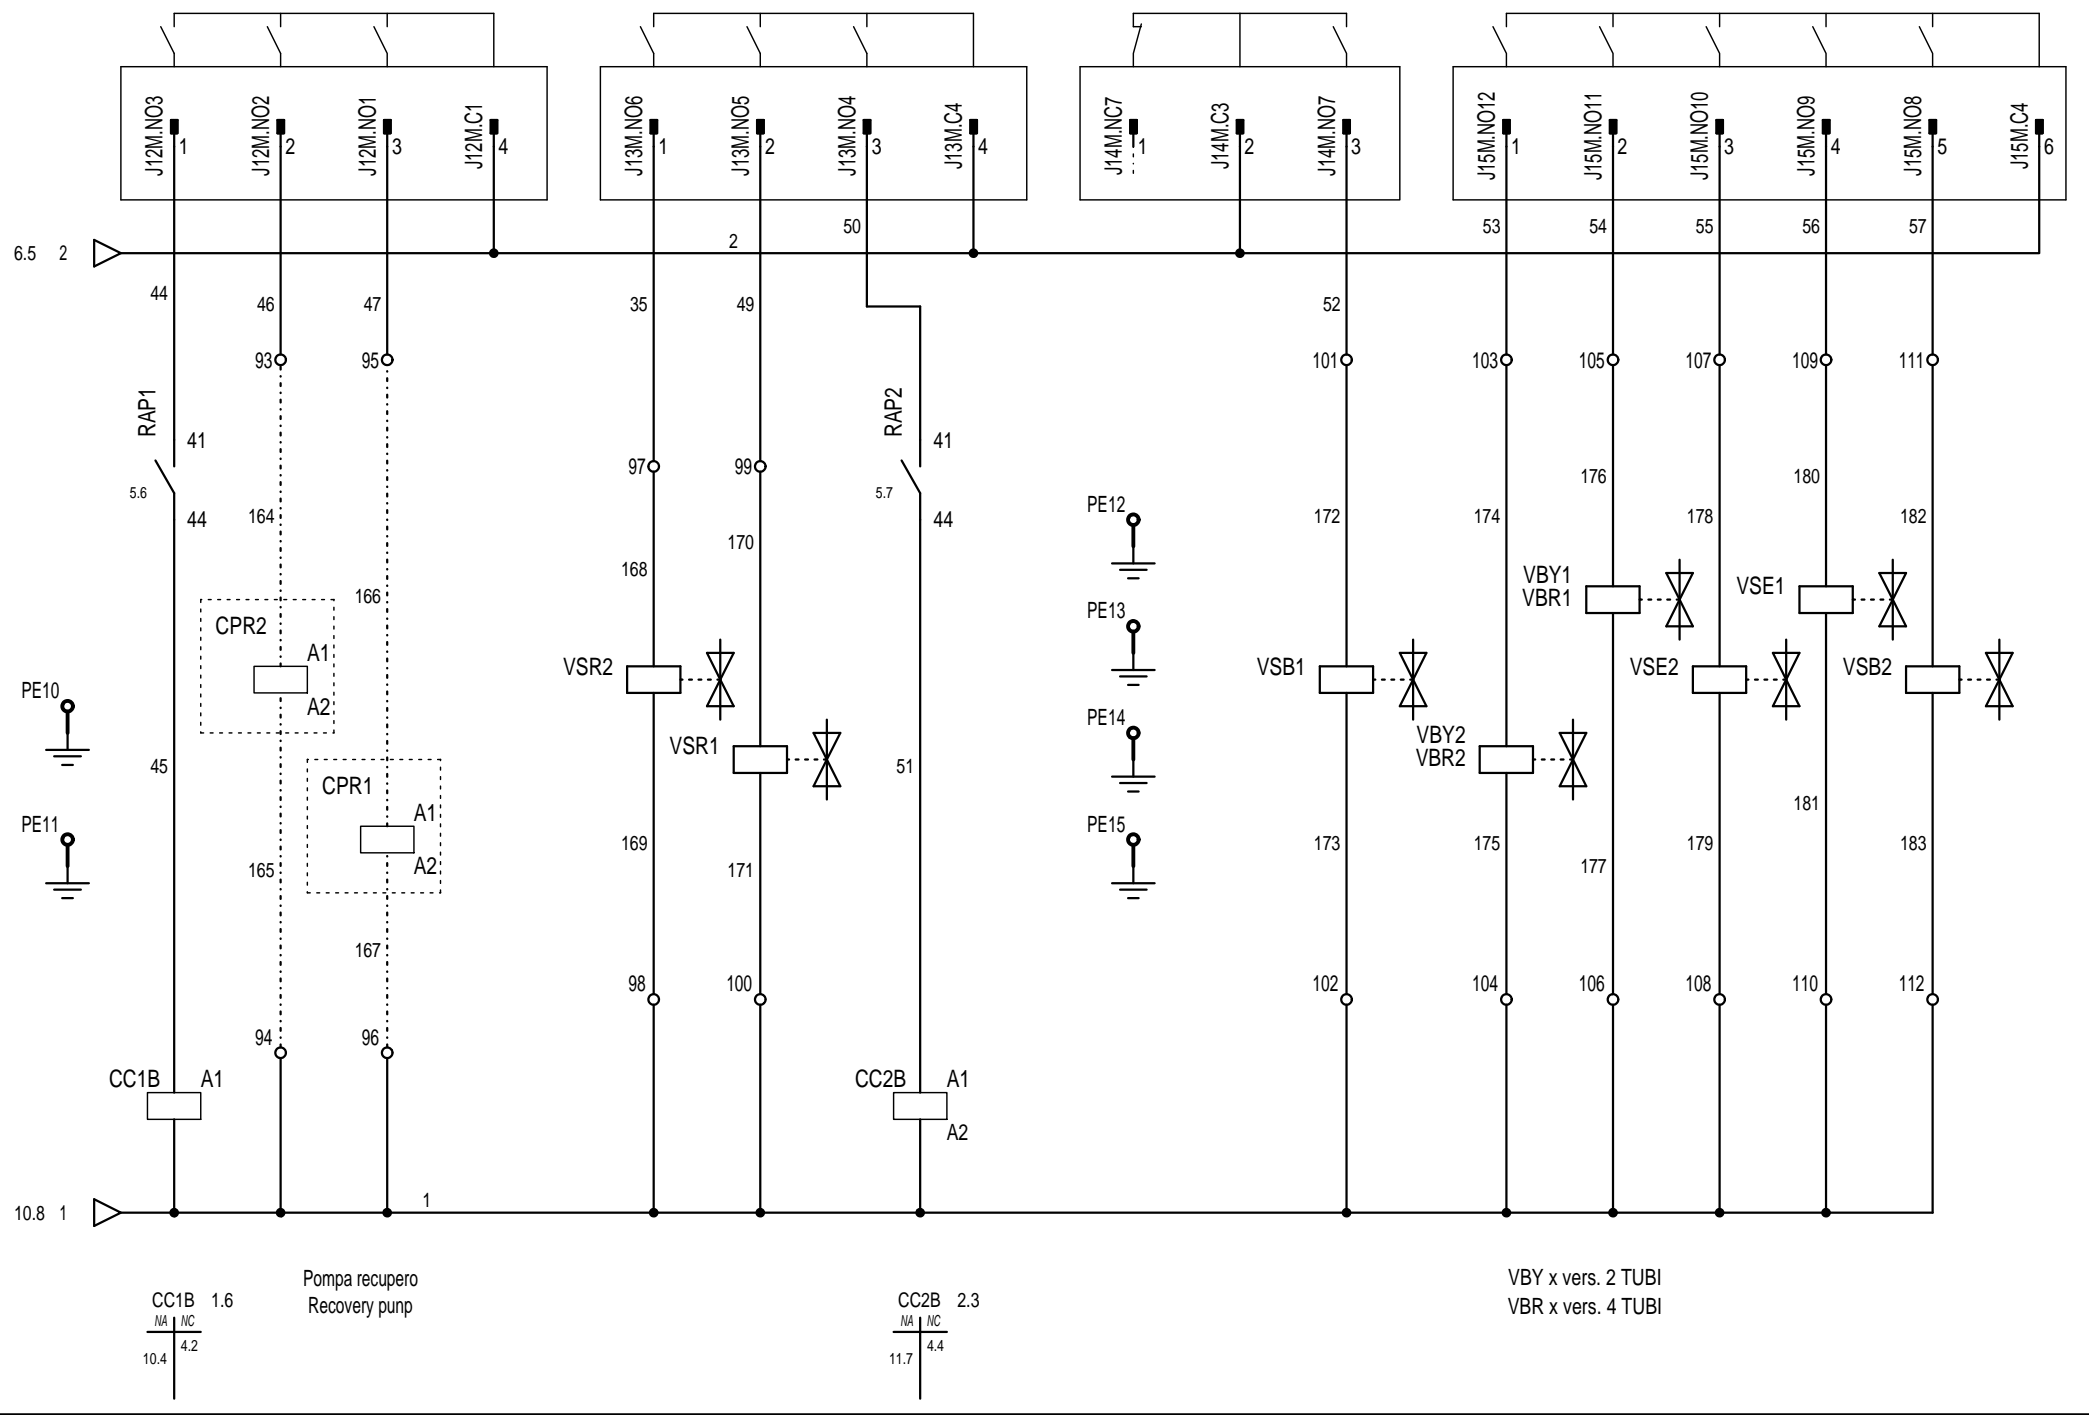 J12M.NO3 J12M.NO2 J12M.NO1 J12M.C1 J13M.NO6 J13M.NO5 J13M.NO4 J13M.C4 J14M.NC7 J14M.C3 J14M.NO7 J15M.NO12 J15M.NO11 J15M.NO10 J15M.NO9 J15M.NO8 J15M.C4
1 2 3 4 1 2 3 4 1 2 3 1 2 3 4 5 6
50 53 54 55 56 57
6.5 2 2
44 46 47 35 49 52
93 95 101 103 105 107 109 111
RAP1 RAP2
41 41
97 99
176 180
5.6 5.7
PE12
44 164 44 172 174 178 182
170
168
VBY1
VBR1
VSE1
166
PE13
CPR2
A1
VSR2 VSB1 VSE2 VSB2
PE10
A2
PE14
VSR1
VBY2
VBR2
45 51
CPR1
181
A1
PE11 PE15
169 173 175 179 183
A2
165 171 177
167
98 100 102 104 106 108 110 112
94 96
CC1B A1 CC2B A1
A2
1
10.8 1
Pompa recupero
Recovery punp
VBY x vers. 2 TUBI
VBR x vers. 4 TUBI
CC1B 1.6 CC2B 2.3
NA NC NA NC
4.2 4.4
10.4 11.7